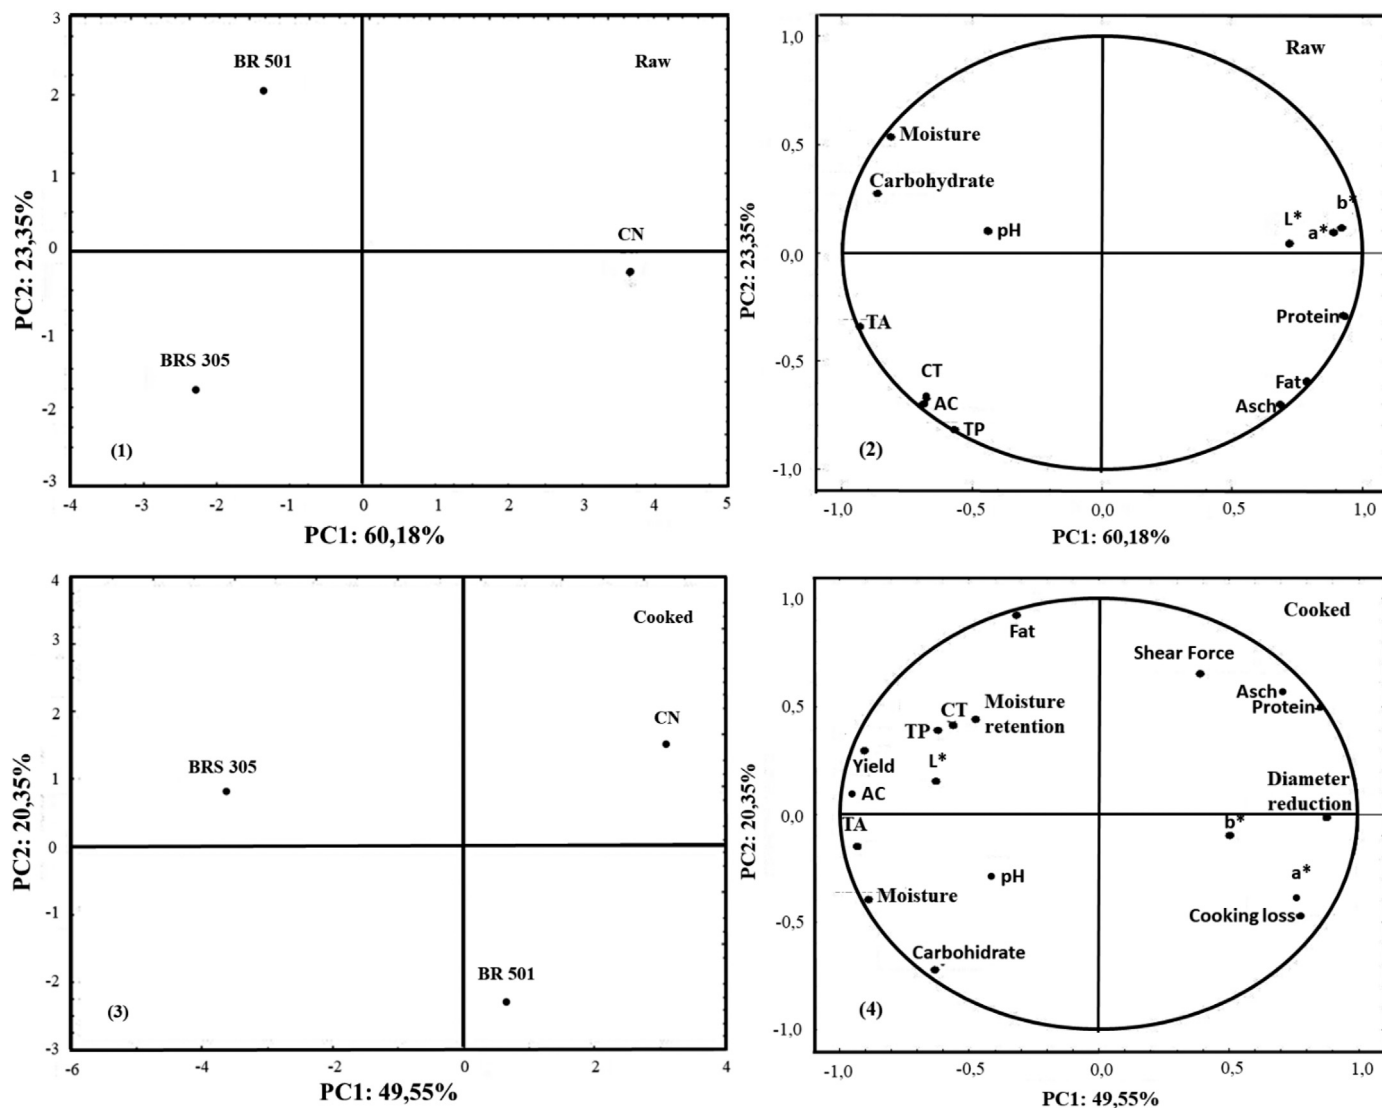 3
2
1
0
-1
-2
-3
PC2: 23,35%
BR 501
Raw
CN
BRS 305
(1)
-4
-3
-2
-1
0
1
2
3
4
5
PC1: 60,18%
1,0
0,5
0,0
-0,5
-1,0
PC2: 23,35%
Raw
Moisture
Carbohydrate
pH
L*
a*
b*
TA
Protein
CT
AC
TP
Fat
Asch
(2)
-1,0
-0,5
0,0
0,5
1,0
PC1: 60,18%
4
3
2
1
0
-1
-2
-3
PC2: 20,35%
Cooked
CN
BRS 305
BR 501
(3)
-6
-4
-2
0
2
4
PC1: 49,55%
1,0
0,5
0,0
-0,5
-1,0
PC2: 20,35%
Cooked
Fat
Shear Force
Asch
Protein
Moisture
retention
CT
TP
L*
Yield
AC
Diameter
reduction
TA
b*
pH
a*
Moisture
Cooking loss
Carbohidrate
(4)
-1,0
-0,5
0,0
0,5
1,0
PC1: 49,55%